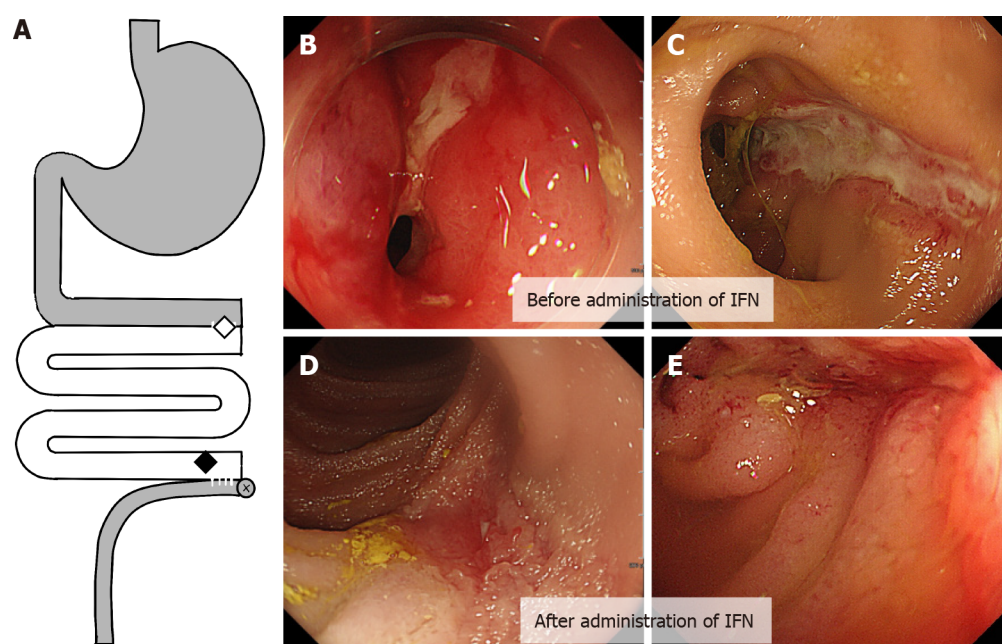 A
B
C
Before administration of IFN
D
E
After administration of IFN